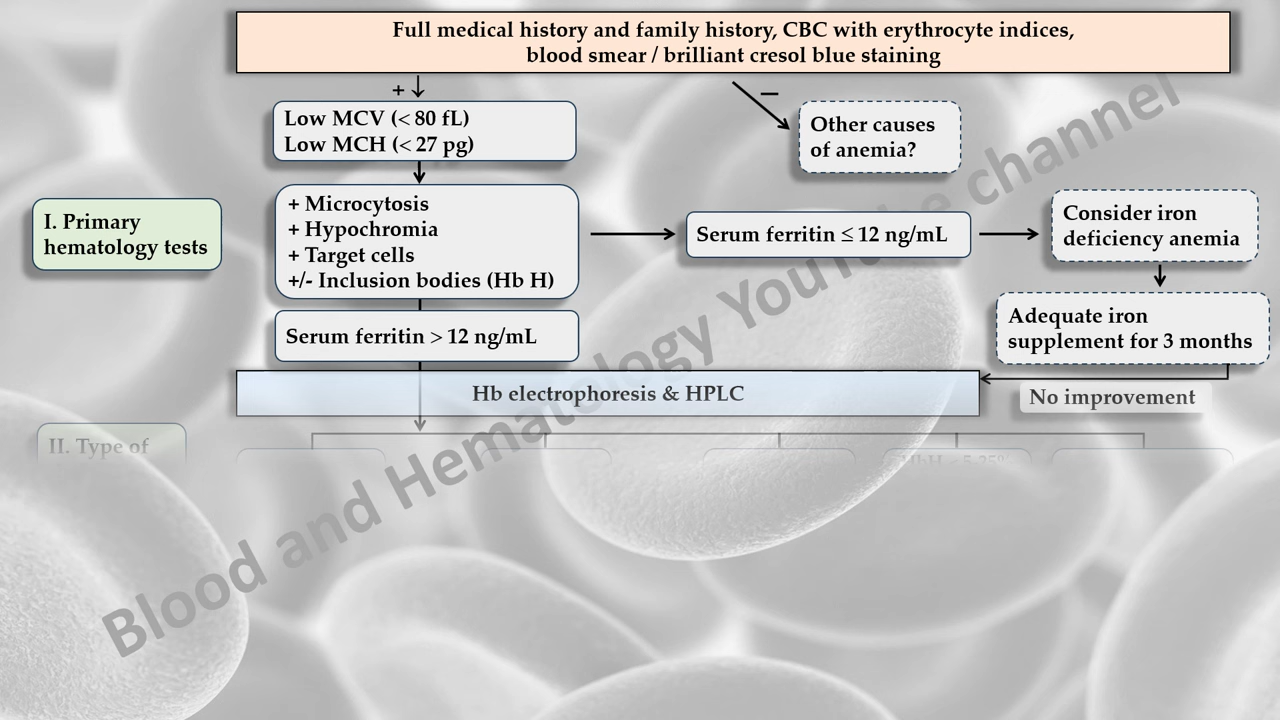 Full medical history and family history, CBC with erythrocyte indices,
blood smear / brilliant cresol blue staining
+
–
Low MCV (< 80 fL)
Low MCH (< 27 pg)
Other causes
of anemia?
I. Primary
hematology tests
+ Microcytosis
+ Hypochromia
+ Target cells
+/- Inclusion bodies (Hb H)
Serum ferritin ≤ 12 ng/mL
Consider iron
deficiency anemia
Adequate iron
supplement for 3 months
Serum ferritin > 12 ng/mL
Hb electrophoresis & HPLC
No improvement
II. Type of
Blood and Hematology YouTube channel